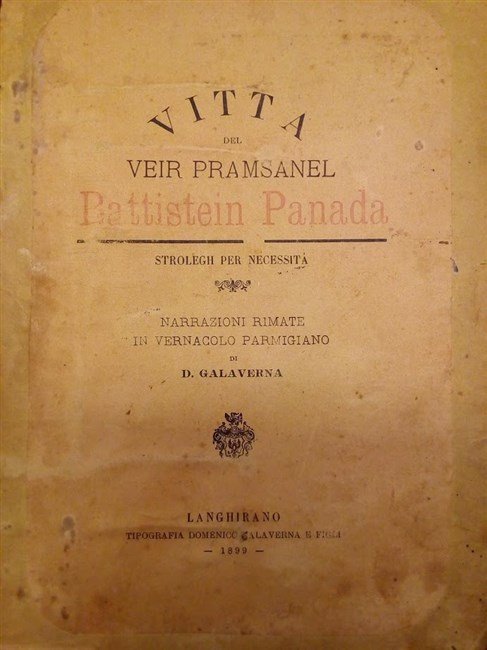 VITTA
DEL
VEIR PRAMSANEL
Battistein Panada
STROLEGH PER NECESSITÀ
NARRAZIONI RIMATE
IN VERNACOLO PARMIGIANO
DI
D. GALAVERNA
LANGHIRANO
TIPOGRAFIA DOMENICO GALAVERNA E FIGLI
— 1899 —